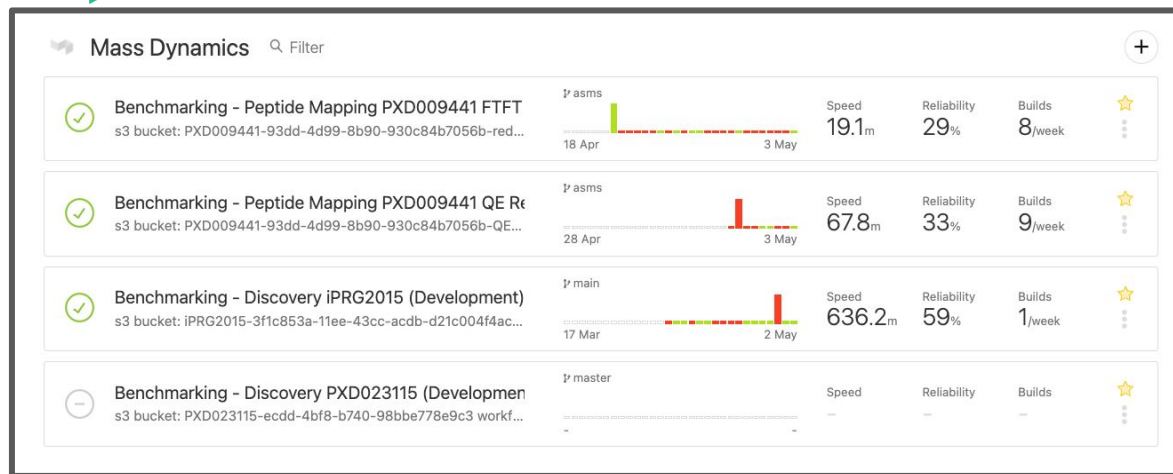 Mass Dynamics Filter +
Benchmarking - Peptide Mapping PXD009441 FTFT
s3 bucket: PXD009441-93dd-4d99-8b90-930c84b7056b-red...
asms
18 Apr 3 May
Speed Reliability Builds
19.1m 29% 8/week
Benchmarking - Peptide Mapping PXD009441 QE Re
s3 bucket: PXD009441-93dd-4d99-8b90-930c84b7056b-QE...
asms
28 Apr 3 May
Speed Reliability Builds
67.8m 33% 9/week
Benchmarking - Discovery iPRG2015 (Development)
s3 bucket: iPRG2015-3f1c853a-11ee-43cc-acdb-d21c004f4ac...
main
17 Mar 2 May
Speed Reliability Builds
636.2m 59% 1/week
Benchmarking - Discovery PXD023115 (Developmen
s3 bucket: PXD023115-ecdd-4bf8-b740-98bbe778e9c3 workf...
master
- -
Speed Reliability Builds
- - -